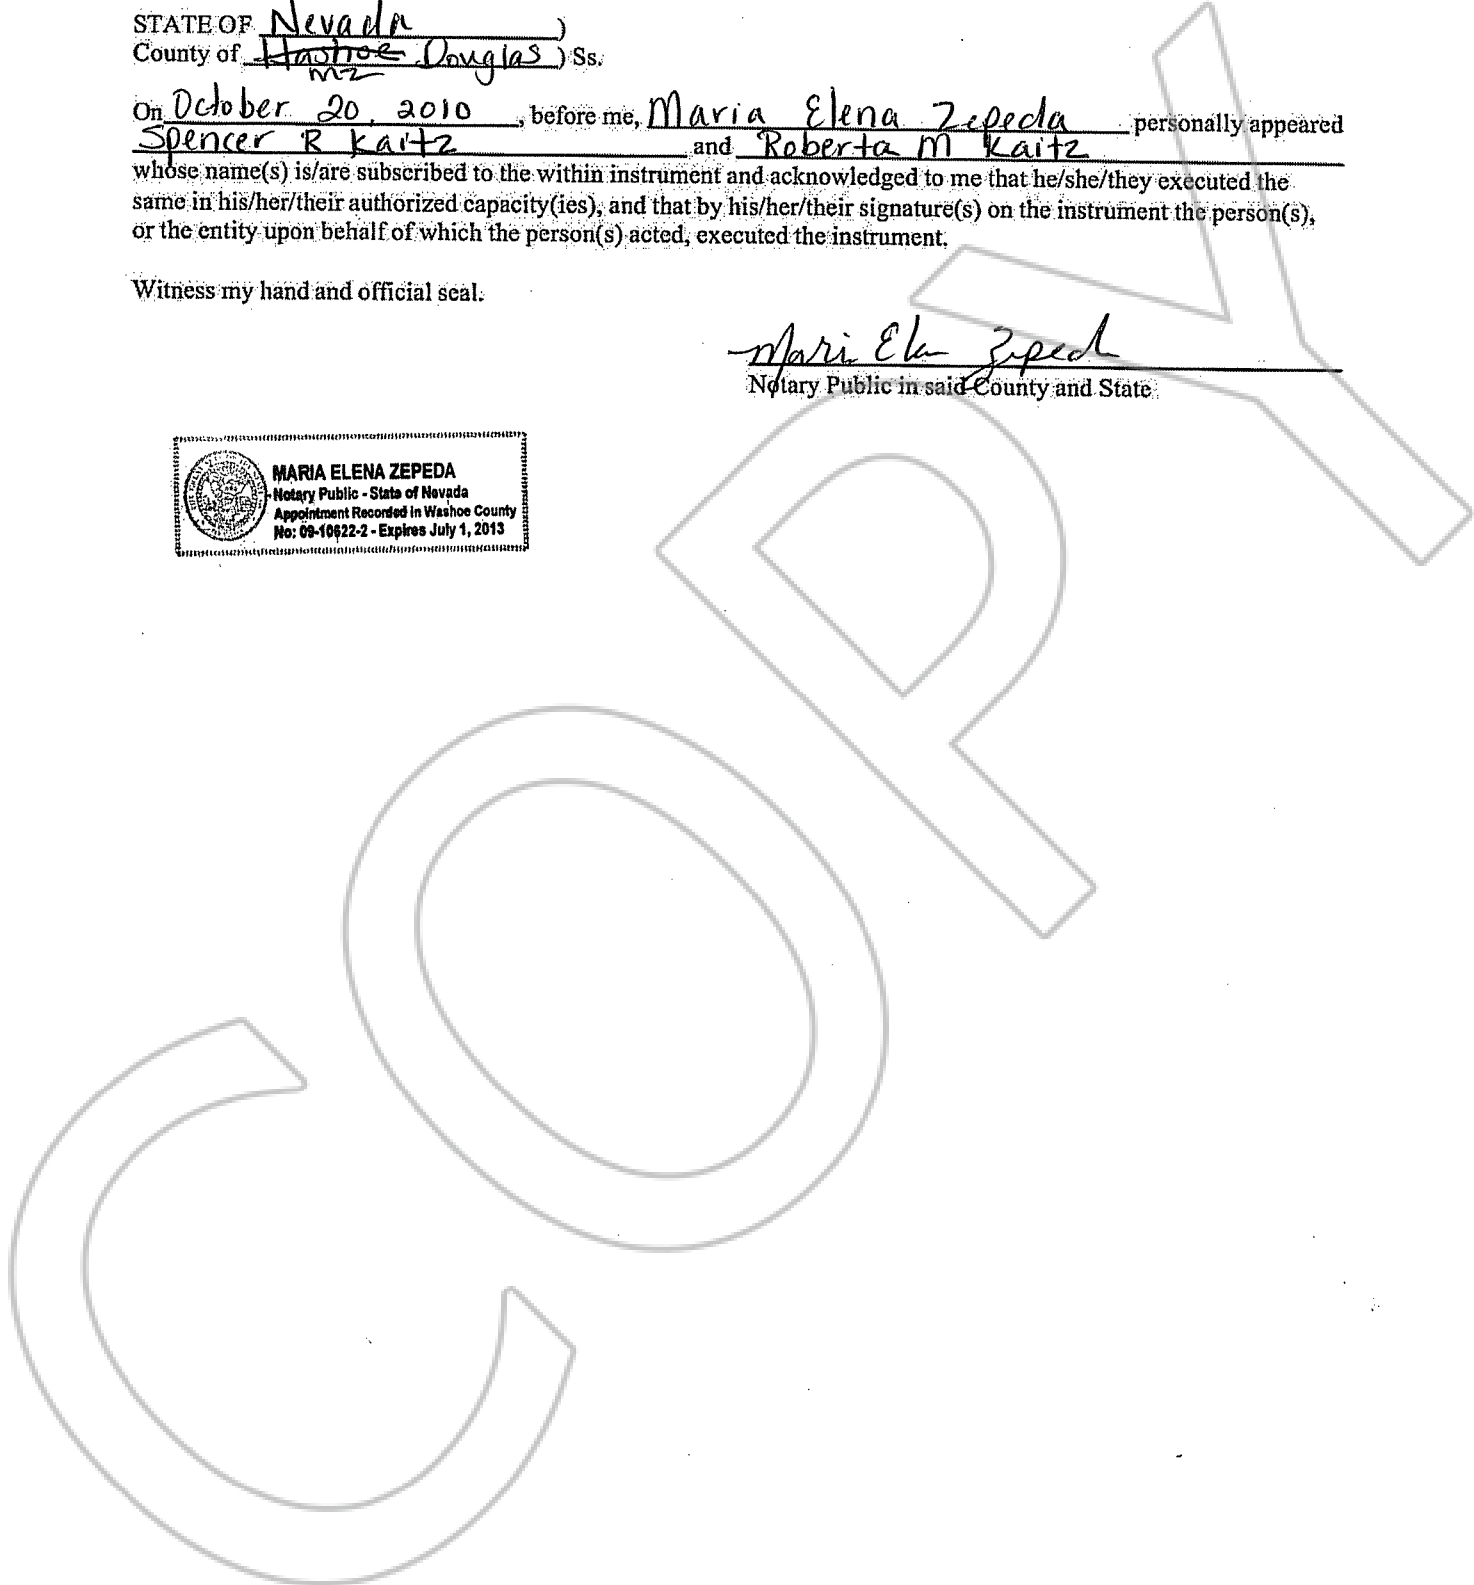 STATE OF Nevada )
County of Washoe Douglas ) Ss.
MZ
On October 20, 2010, before me, Maria Elena Zepeda personally appeared
Spencer R Kaitz and Roberta M Kaitz
whose name(s) is/are subscribed to the within instrument and acknowledged to me that he/she/they executed the
same in his/her/their authorized capacity(ies), and that by his/her/their signature(s) on the instrument the person(s),
or the entity upon behalf of which the person(s) acted, executed the instrument.
Witness my hand and official seal.
Mari Elen Zeped
Notary Public in said County and State
MARIA ELENA ZEPEDA
Notary Public - State of Nevada
Appointment Recorded in Washoe County
No: 09-10622-2 - Expires July 1, 2013
COPY